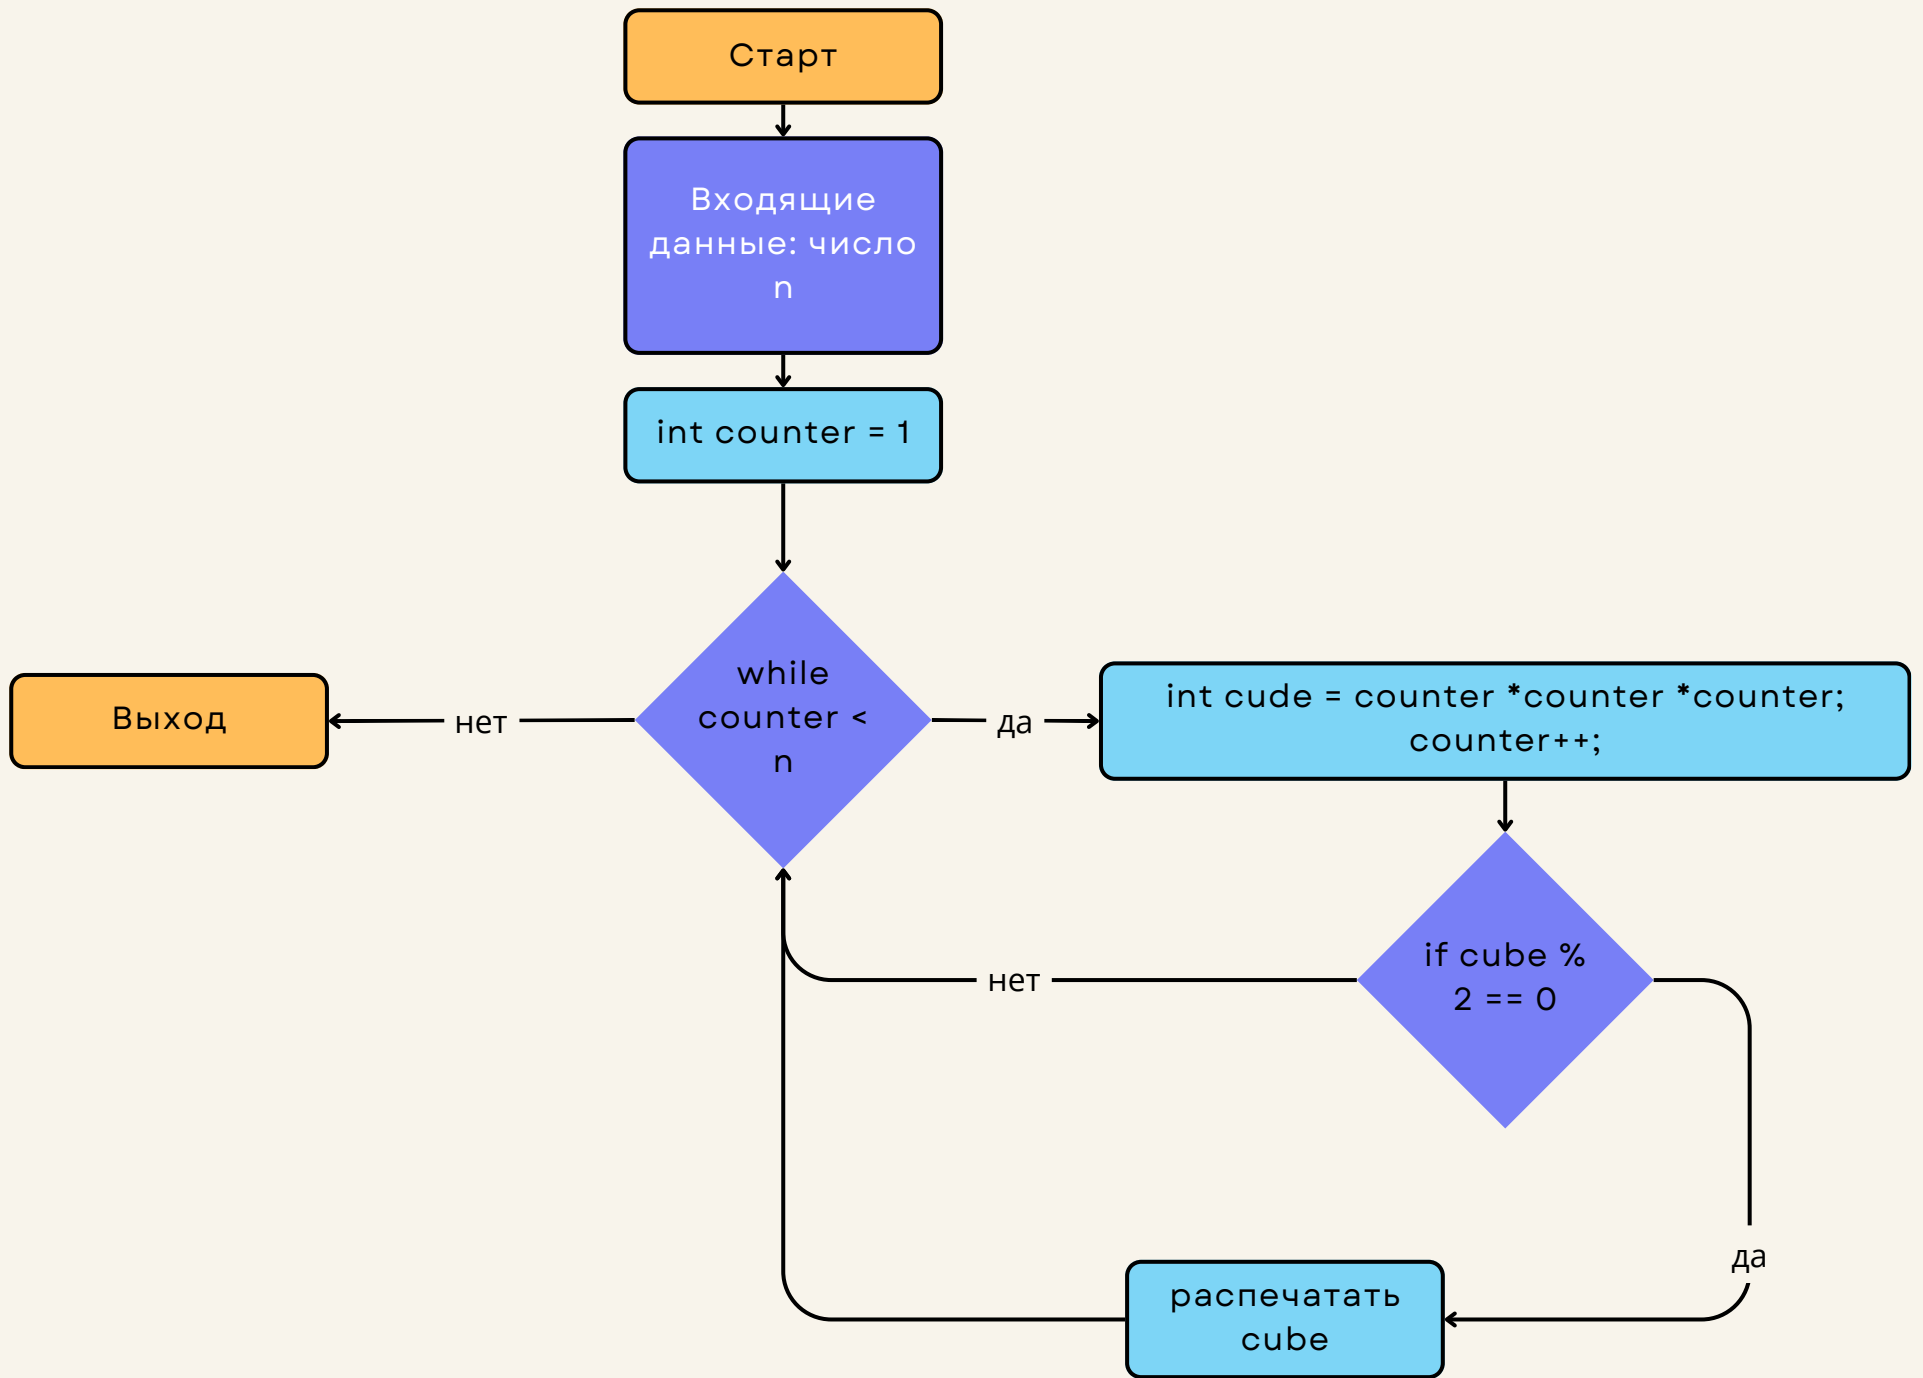 Старт
Входящие
данные: число
n
int counter = 1
while
counter <
n
нет
Выход
да
int cude = counter *counter *counter;
counter++;
if cube %
2 == 0
нет
да
распечатать
cube